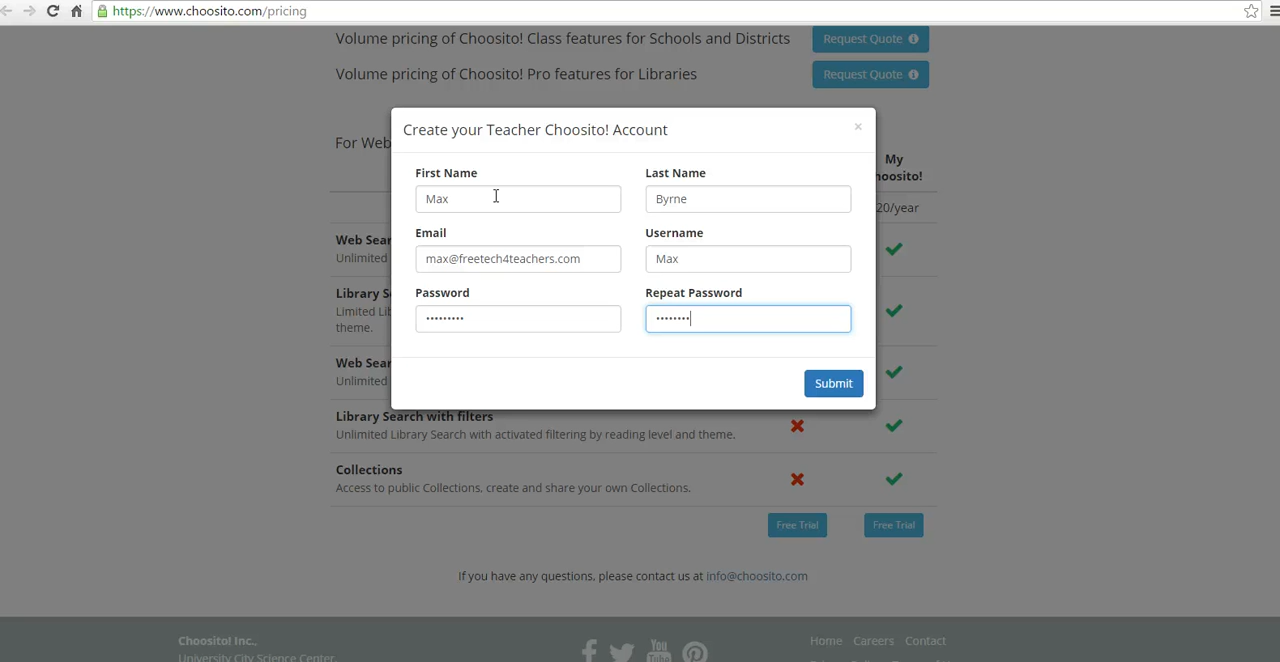 https://www.choosito.com/pricing
Volume pricing of Choosito! Class features for Schools and Districts
Request Quote
Volume pricing of Choosito! Pro features for Libraries
Request Quote
Create your Teacher Choosito! Account
×
For Web
My
hoosito!
First Name
Last Name
Max
Byrne
20/year
Email
Username
Web Sear
Unlimited
max@freetech4teachers.com
Max
Password
Repeat Password
Library S
Limited Lib
theme.
•••••••••
••••••••
Web Sear
Unlimited
Submit
Library Search with filters
Unlimited Library Search with activated filtering by reading level and theme.
Collections
Access to public Collections, create and share your own Collections.
Free Trial
Free Trial
If you have any questions, please contact us at info@choosito.com
Choosito! Inc.,
University City Science Center,
You
Home Careers Contact